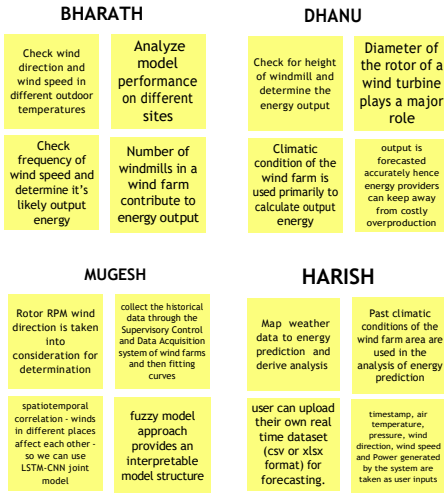 BHARATH
Check wind
direction and
wind speed in
different outdoor
temperatures
Analyze
model
performance
on different
sites
Check
frequency of
wind speed and
determine it's
likely output
energy
Number of
windmills in a
wind farm
contribute to
energy output
DHANU
Check for height
of windmill and
determine the
energy output
Diameter of
the rotor of a
wind turbine
plays a major
role
Climatic
condition of the
wind farm is
used primarily to
calculate output
energy
output is
forecasted
accurately hence
energy providers
can keep away
from costly
overproduction
MUGESH
Rotor RPM wind
direction is taken
into
consideration for
determination
collect the historical
data through the
Supervisory Control
and Data Acquisition
system of wind farms
and then fitting
curves
spatiotemporal
correlation - winds
in different places
affect each other -
so we can use
LSTM-CNN joint
model
fuzzy model
approach
provides an
interpretable
model structure
HARISH
Map weather
data to energy
prediction and
derive analysis
Past climatic
conditions of the
wind farm area are
used in the
analysis of energy
prediction
user can upload
their own real
time dataset
(csv or xlsx
format) for
forecasting.
timestamp, air
temperature,
pressure, wind
direction, wind speed
and Power generated
by the system are
taken as user inputs